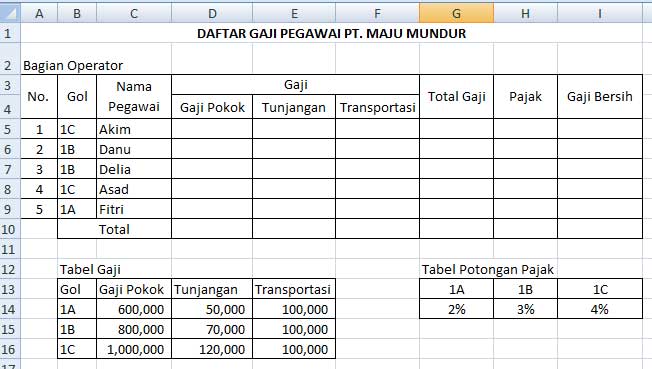 A B C D E F G H I
1 DAFTAR GAJI PEGAWAI PT. MAJU MUNDUR
2 Bagian Operator
3 No. Gol Nama Pegawai Gaji Total Gaji Pajak Gaji Bersih
4 Gaji Pokok Tunjangan Transportasi
5 1 1C Akim
6 2 1B Danu
7 3 1B Delia
8 4 1C Asad
9 5 1A Fitri
10 Total
11
12 Tabel Gaji Tabel Potongan Pajak
13 Gol Gaji Pokok Tunjangan Transportasi 1A 1B 1C
14 1A 600,000 50,000 100,000 2% 3% 4%
15 1B 800,000 70,000 100,000
16 1C 1,000,000 120,000 100,000
17